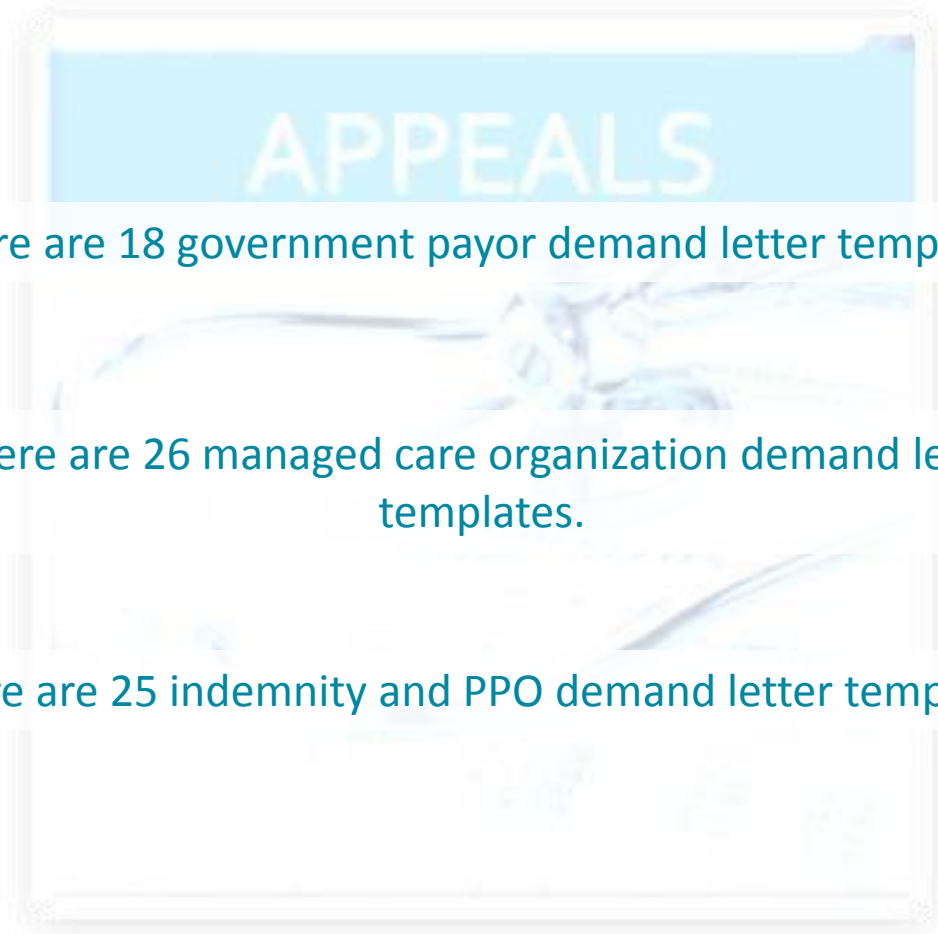 APPEALS
re are 18 government payor demand letter temp
ere are 26 managed care organization demand le
templates.
re are 25 indemnity and PPO demand letter temp